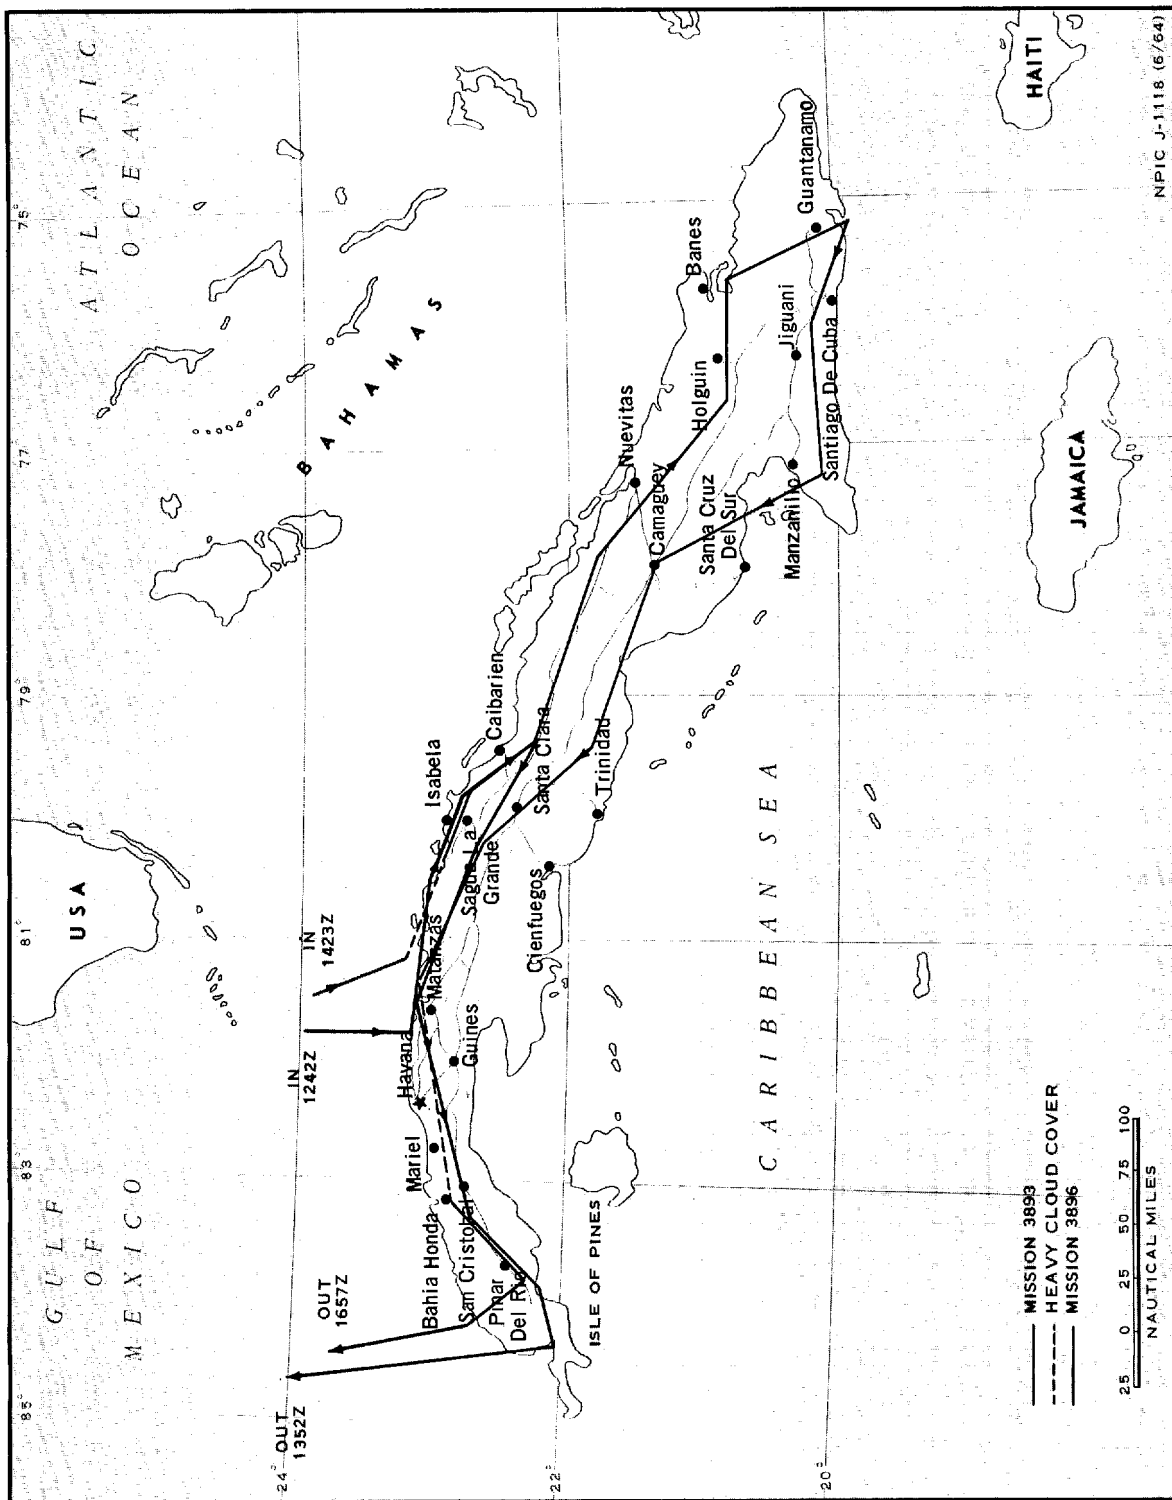 GULF
OF
MEXICO
USA
ATLANTIC
OCEAN
BAHAMAS
85°
83
81°
79°
77
75°
24°
22°
20°
OUT
1352Z
OUT
1657Z
IN
1242Z
IN
1423Z
Havana
Mariel
Bahia Honda
San Cristobal
Pinar
Del Rio
Guines
Matanzas
Isabela
Sagua La
Grande
Caibarien
Santa Clara
Cienfuegos
Trinidad
Nuevitas
Camaguey
Santa Cruz
Del Sur
Manzanillo
Holguin
Banes
Jiguani
Santiago De Cuba
Guantanamo
ISLE OF PINES
CARIBBEAN SEA
JAMAICA
HAITI
MISSION 3893
HEAVY CLOUD COVER
MISSION 3896
25 0 25 50 75 100
NAUTICAL MILES
NPIC J-1118 (6/64)